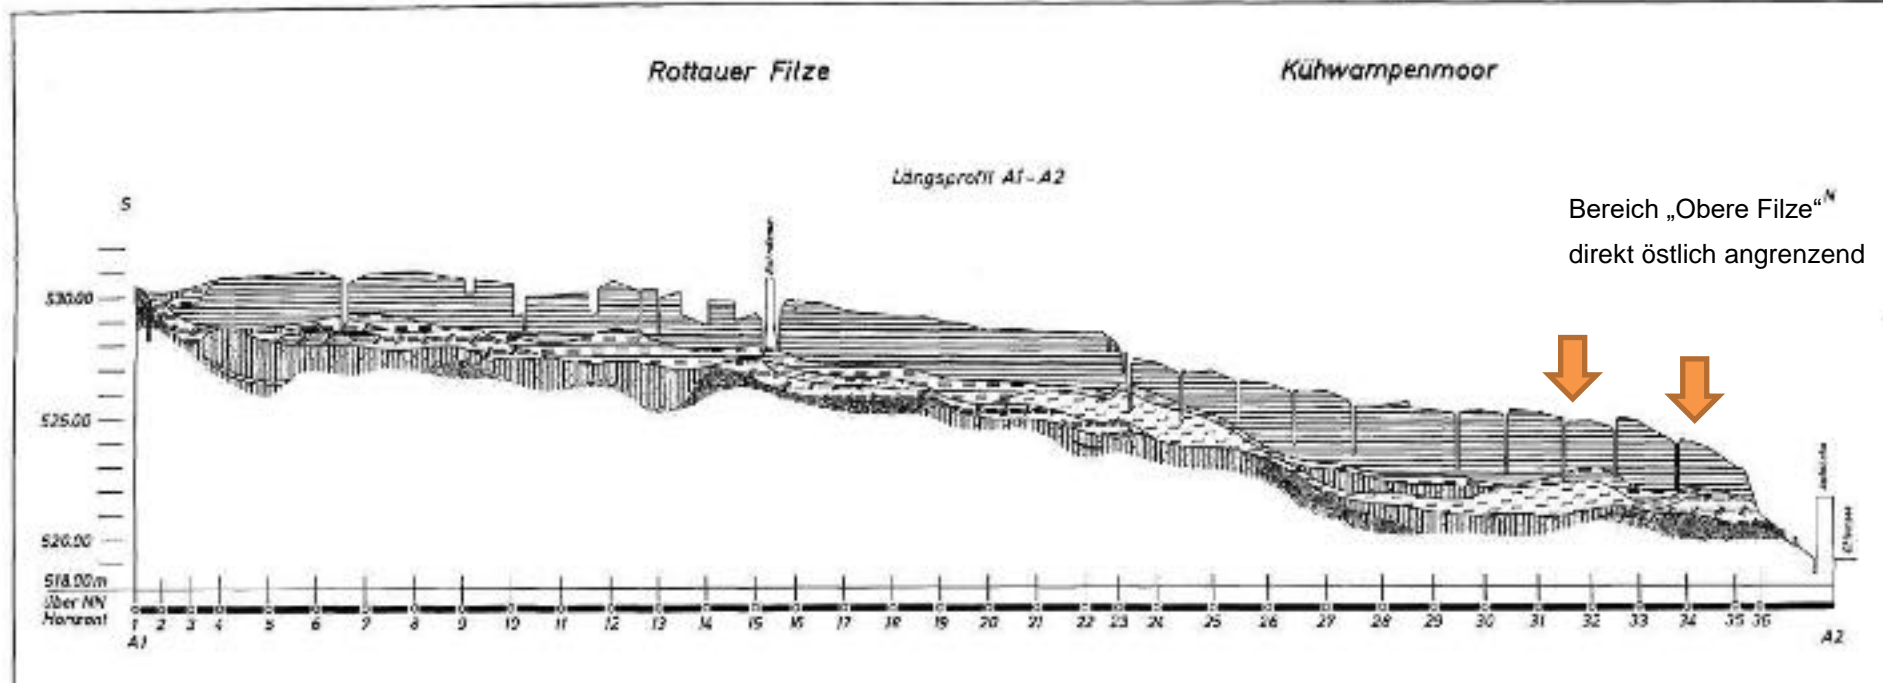 Rottauer Filze
Kühwampenmoor
Längsprofil A1-A2
S
N
Bereich „Obere Filze“
direkt östlich angrenzend
530.00
525.00
520.00
518.00m
über NN
Horizont
1 2 3 4 5 6 7 8 9 10 11 12 13 14 15 16 17 18 19 20 21 22 23 24 25 26 27 28 29 30 31 32 33 34 35 36
A1
A2